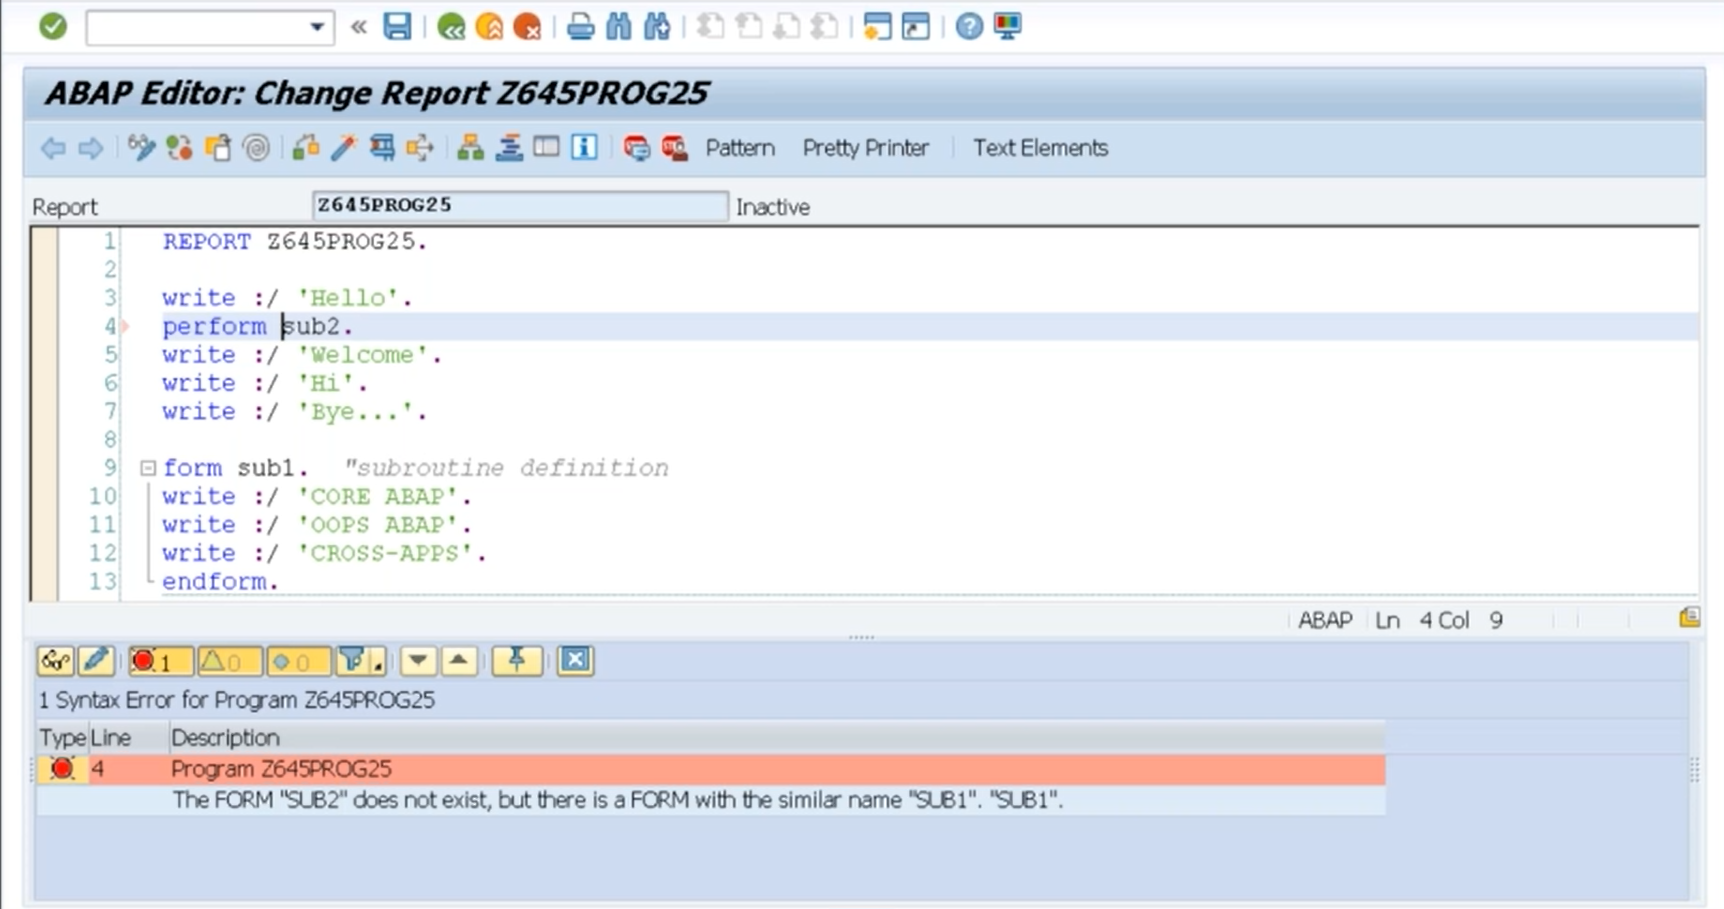 ABAP Editor: Change Report Z645PROG25
Pattern Pretty Printer Text Elements
Report Z645PROG25 Inactive
1 REPORT Z645PROG25.
2
3 write :/ 'Hello'.
4 perform sub2.
5 write :/ 'Welcome'.
6 write :/ 'Hi'.
7 write :/ 'Bye...'.
8
9 form sub1. "subroutine definition
10 write :/ 'CORE ABAP'.
11 write :/ 'OOPS ABAP'.
12 write :/ 'CROSS-APPS'.
13 endform.
ABAP Ln 4 Col 9
1 0 0
1 Syntax Error for Program Z645PROG25
Type Line Description
4 Program Z645PROG25
The FORM "SUB2" does not exist, but there is a FORM with the similar name "SUB1". "SUB1".